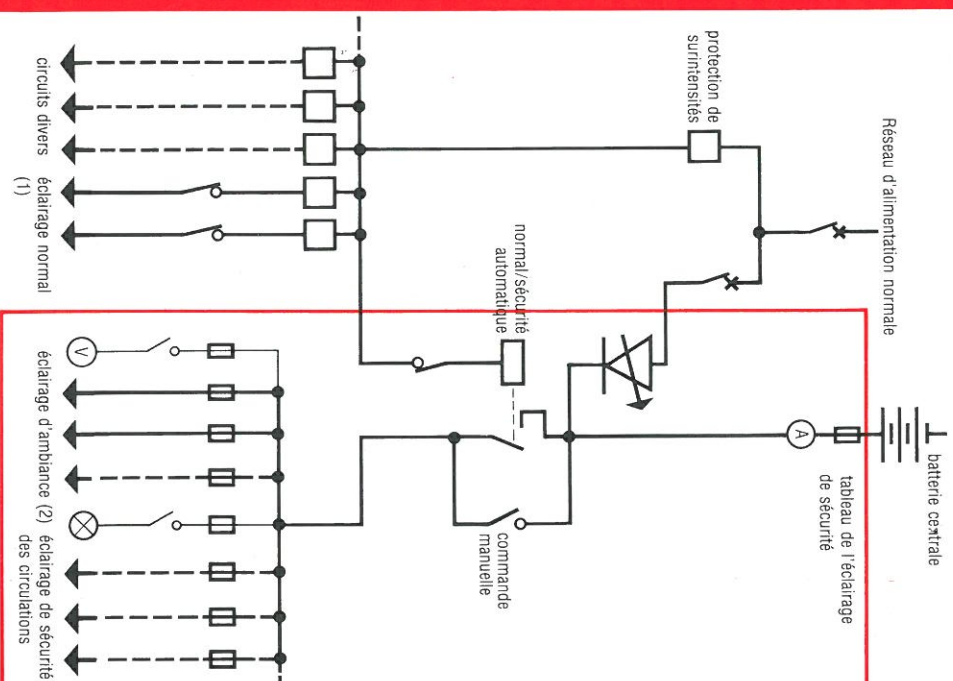 Réseau d'alimentation normale
batterie centrale
protection de
surintensités
tableau de l'éclairage
de sécurité
A
normal/sécurité
automatique
commande
manuelle
circuits divers
éclairage normal
(1)
V
éclairage d'ambiance (2)
éclairage de sécurité
des circulations